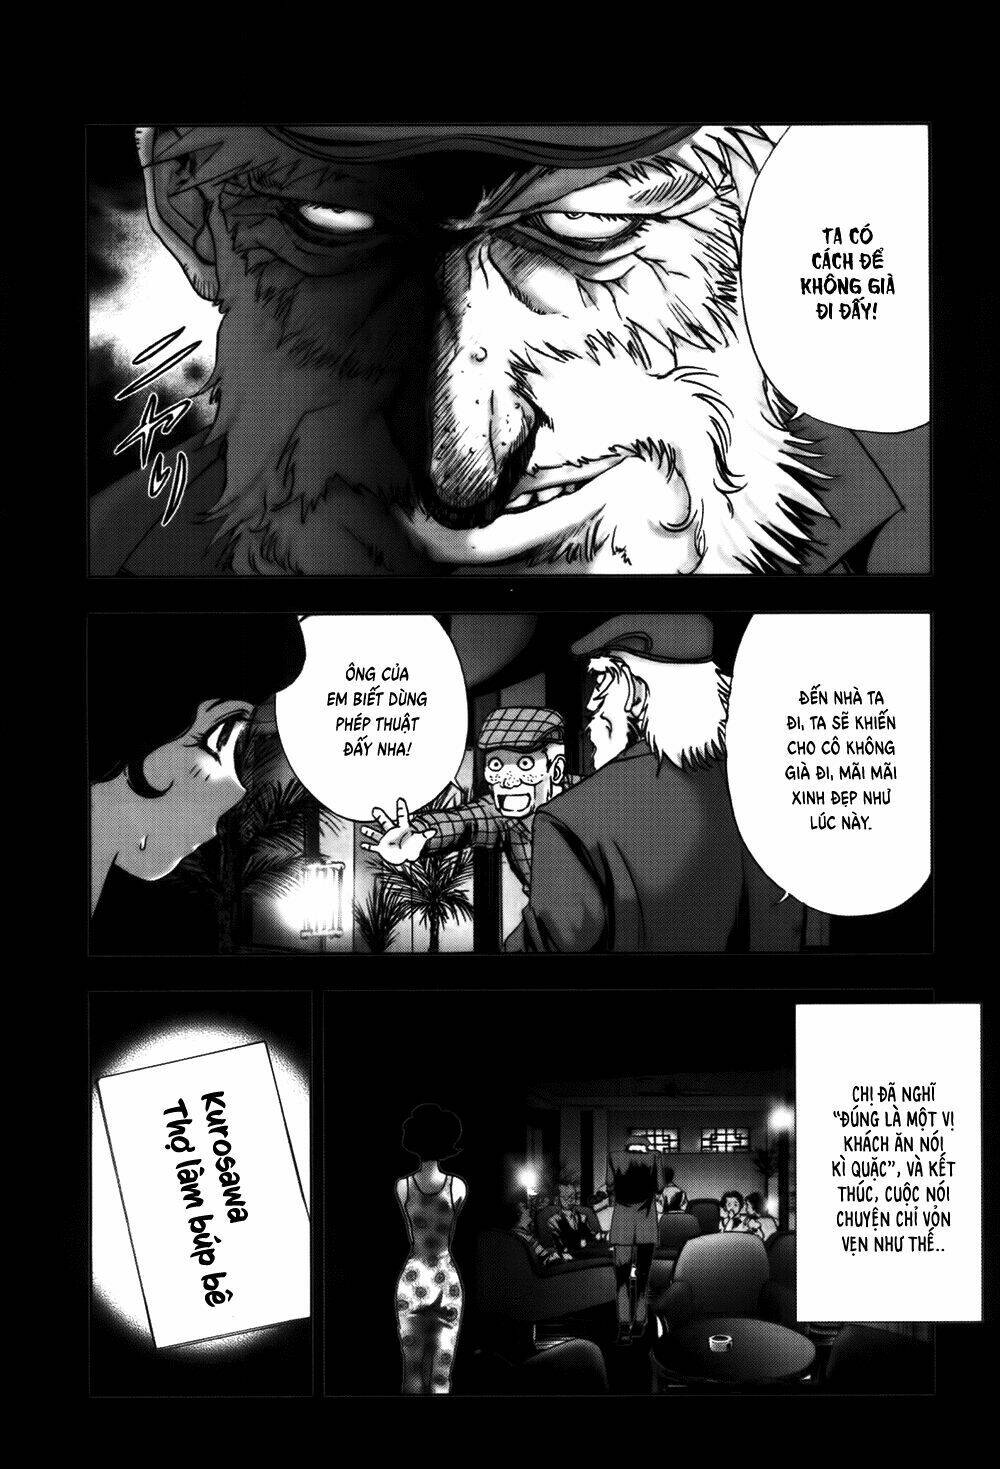 TA CÓ
CÁCH ĐỂ
KHÔNG GIÀ
ĐI ĐẤY!
ニヤリ
ĐẾN NHÀ TA
ĐI, TA SẼ KHIẾN
CHO CÔ KHÔNG
GIÀ ĐI, MÃI MÃI
XINH ĐẸP NHƯ
LÚC NÀY.
ÔNG CỦA
EM BIẾT DÙNG
PHÉP THUẬT
ĐẤY NHA!
CHỊ ĐÃ NGHĨ
“ĐÚNG LÀ MỘT VỊ
KHÁCH ĂN NÓI
KÌ QUẶC”, VÀ KẾT
THÚC, CUỘC NÓI
CHUYỆN CHỈ VỎN
VẸN NHƯ THẾ..
Kurosawa
Thợ làm búp bê